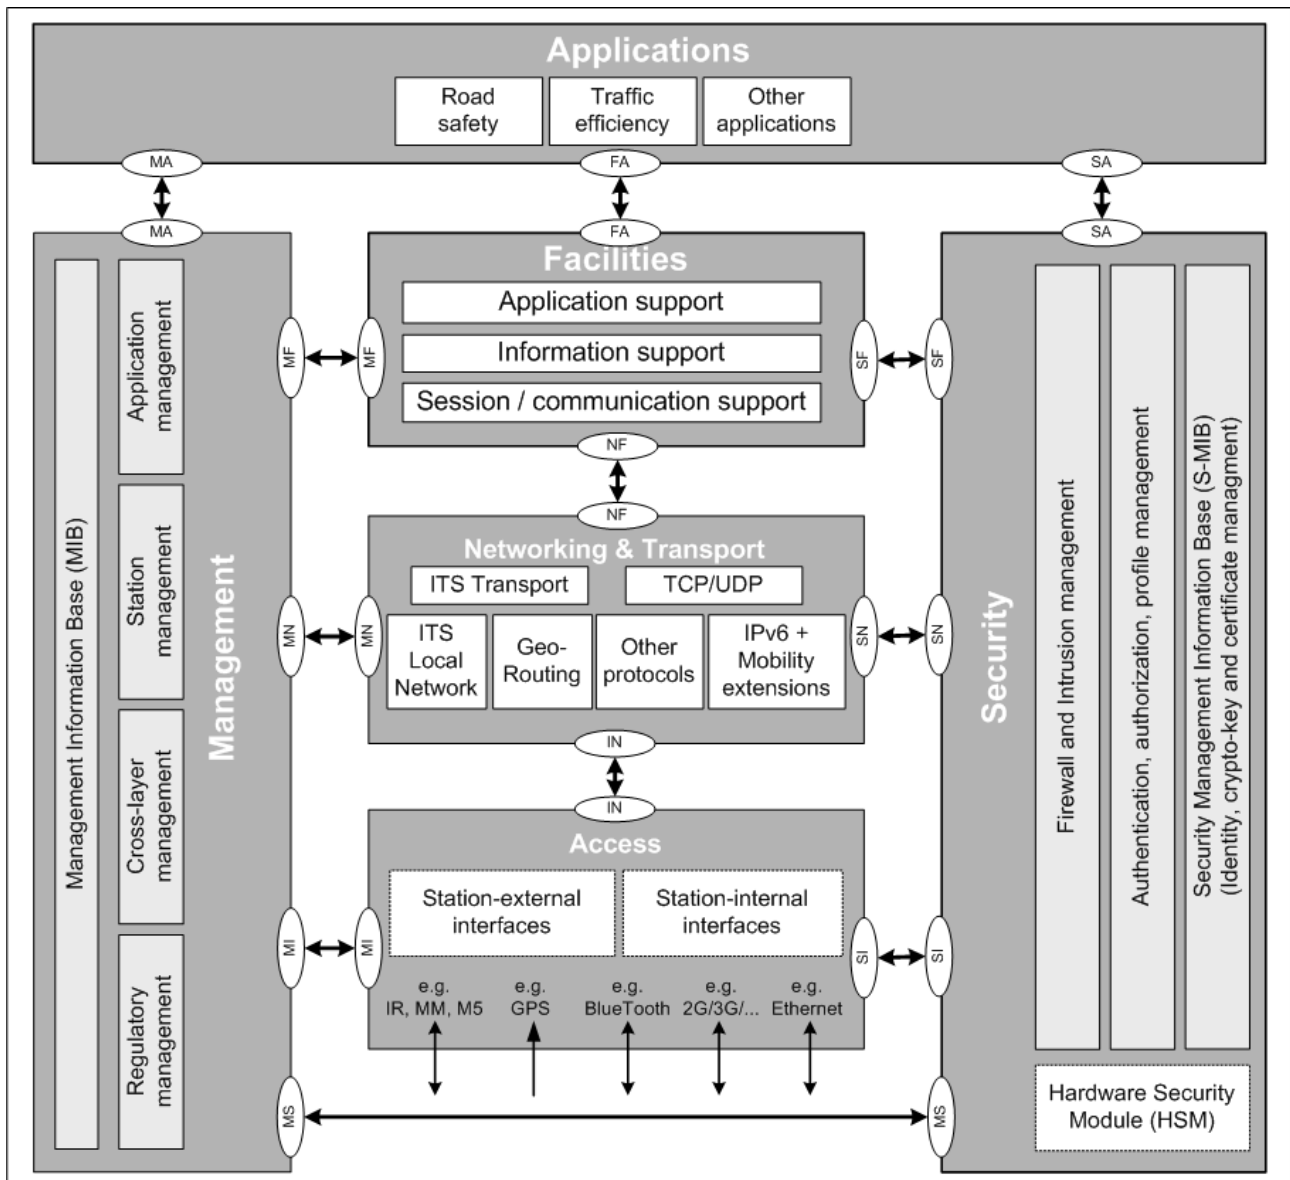 Applications
Road
safety
Traffic
efficiency
Other
applications
MA
FA
SA
MA
FA
SA
Management Information Base (MIB)
Application
management
Station
management
Cross-layer
management
Regulatory
management
Management
MF
MF
MN
MN
MI
MI
MS
Facilities
Application support
Information support
Session / communication support
NF
NF
Networking & Transport
ITS Transport
TCP/UDP
ITS
Local
Network
Geo-
Routing
Other
protocols
IPv6 +
Mobility
extensions
IN
IN
Access
Station-external
interfaces
Station-internal
interfaces
e.g.
IR, MM, M5
e.g.
GPS
e.g.
BlueTooth
e.g.
2G/3G/...
e.g.
Ethernet
SF
SF
SN
SN
SI
SI
MS
Security
Firewall and Intrusion management
Authentication, authorization, profile management
Security Management Information Base (S-MIB)
(Identity, crypto-key and certificate managment)
Hardware Security
Module (HSM)